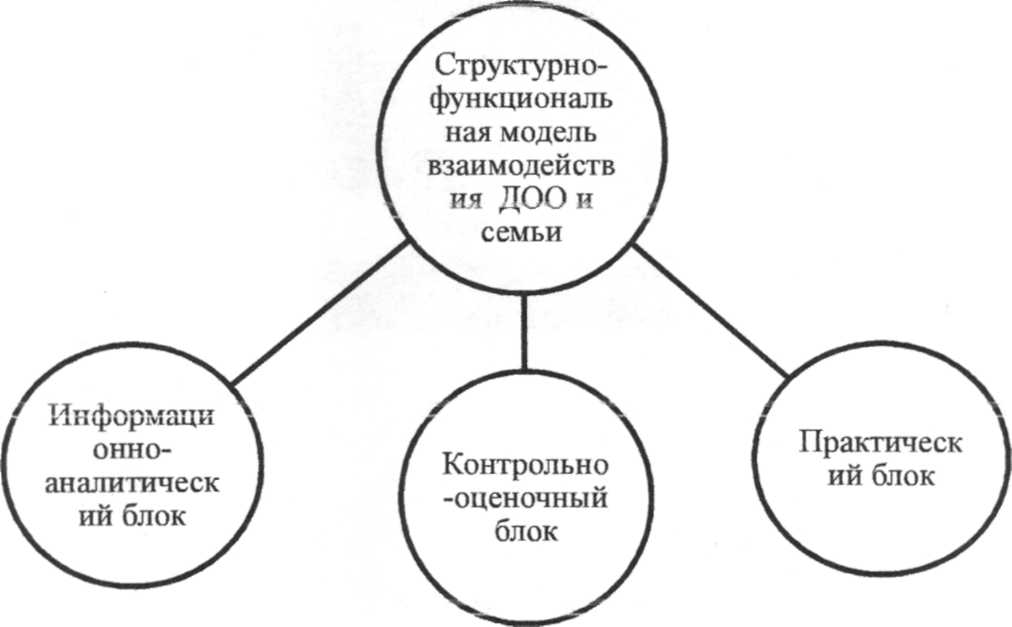 Структурно-
функциональ
ная модель
взаимодейств
ия ДОО и
семьи
Информаци
онно-
аналитическ
ий блок
Контрольно
-оценочный
блок
Практическ
ий блок